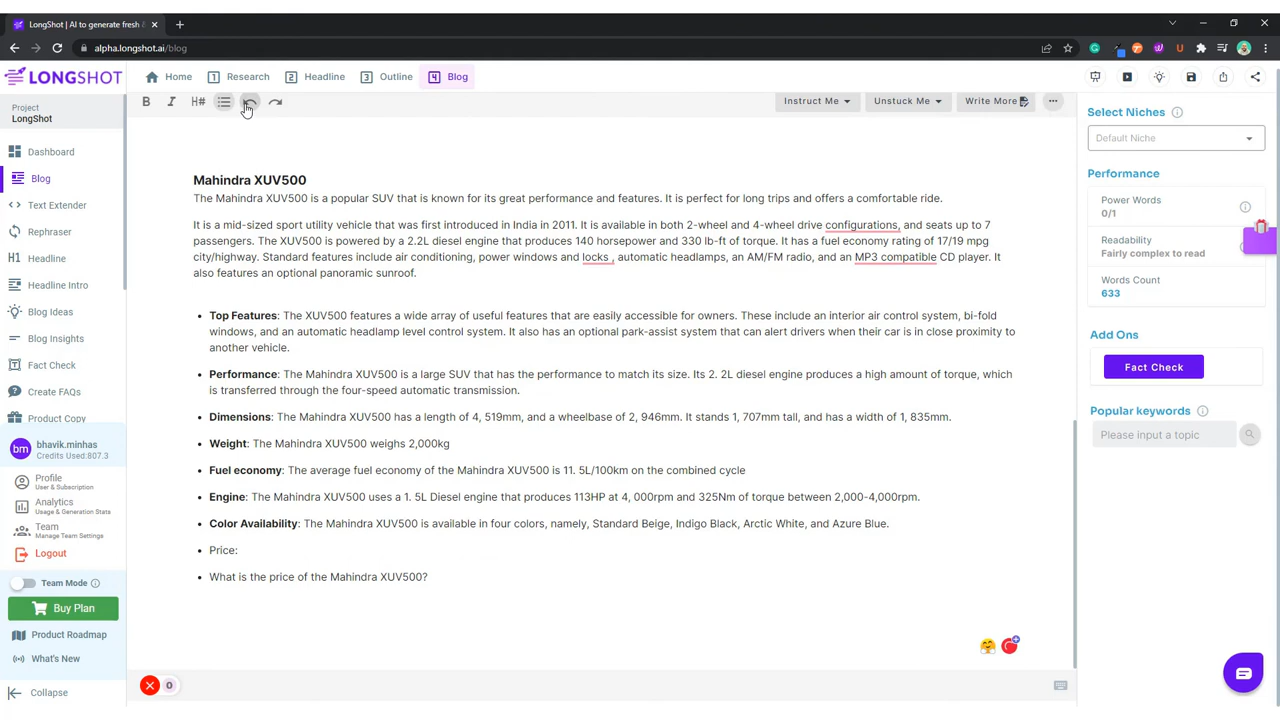 LongShot | AI to generate fresh &
alpha.longshot.ai/blog
LONGSHOT
Home
1 Research
2 Headline
3 Outline
4 Blog
Project
LongShot
B I H#
Instruct Me
Unstuck Me
Write More
Dashboard
Blog
Text Extender
Rephraser
H1 Headline
Headline Intro
Blog Ideas
Blog Insights
Fact Check
Create FAQs
Product Copy
bm bhavik.minhas
Credits Used:807.3
Profile
User & Subscription
Analytics
Usage & Generation Stats
Team
Manage Team Settings
Logout
Team Mode
Buy Plan
Product Roadmap
What's New
Collapse
Mahindra XUV500
The Mahindra XUV500 is a popular SUV that is known for its great performance and features. It is perfect for long trips and offers a comfortable ride.
It is a mid-sized sport utility vehicle that was first introduced in India in 2011. It is available in both 2-wheel and 4-wheel drive configurations, and seats up to 7
passengers. The XUV500 is powered by a 2.2L diesel engine that produces 140 horsepower and 330 lb-ft of torque. It has a fuel economy rating of 17/19 mpg
city/highway. Standard features include air conditioning, power windows and locks , automatic headlamps, an AM/FM radio, and an MP3 compatible CD player. It
also features an optional panoramic sunroof.
• Top Features: The XUV500 features a wide array of useful features that are easily accessible for owners. These include an interior air control system, bi-fold
windows, and an automatic headlamp level control system. It also has an optional park-assist system that can alert drivers when their car is in close proximity to
another vehicle.
• Performance: The Mahindra XUV500 is a large SUV that has the performance to match its size. Its 2. 2L diesel engine produces a high amount of torque, which
is transferred through the four-speed automatic transmission.
• Dimensions: The Mahindra XUV500 has a length of 4, 519mm, and a wheelbase of 2, 946mm. It stands 1, 707mm tall, and has a width of 1, 835mm.
• Weight: The Mahindra XUV500 weighs 2,000kg
• Fuel economy: The average fuel economy of the Mahindra XUV500 is 11. 5L/100km on the combined cycle
• Engine: The Mahindra XUV500 uses a 1. 5L Diesel engine that produces 113HP at 4, 000rpm and 325Nm of torque between 2,000-4,000rpm.
• Color Availability: The Mahindra XUV500 is available in four colors, namely, Standard Beige, Indigo Black, Arctic White, and Azure Blue.
• Price:
• What is the price of the Mahindra XUV500?
0
Select Niches
Default Niche
Performance
Power Words
0/1
Readability
Fairly complex to read
Words Count
633
Add Ons
Fact Check
Popular keywords
Please input a topic